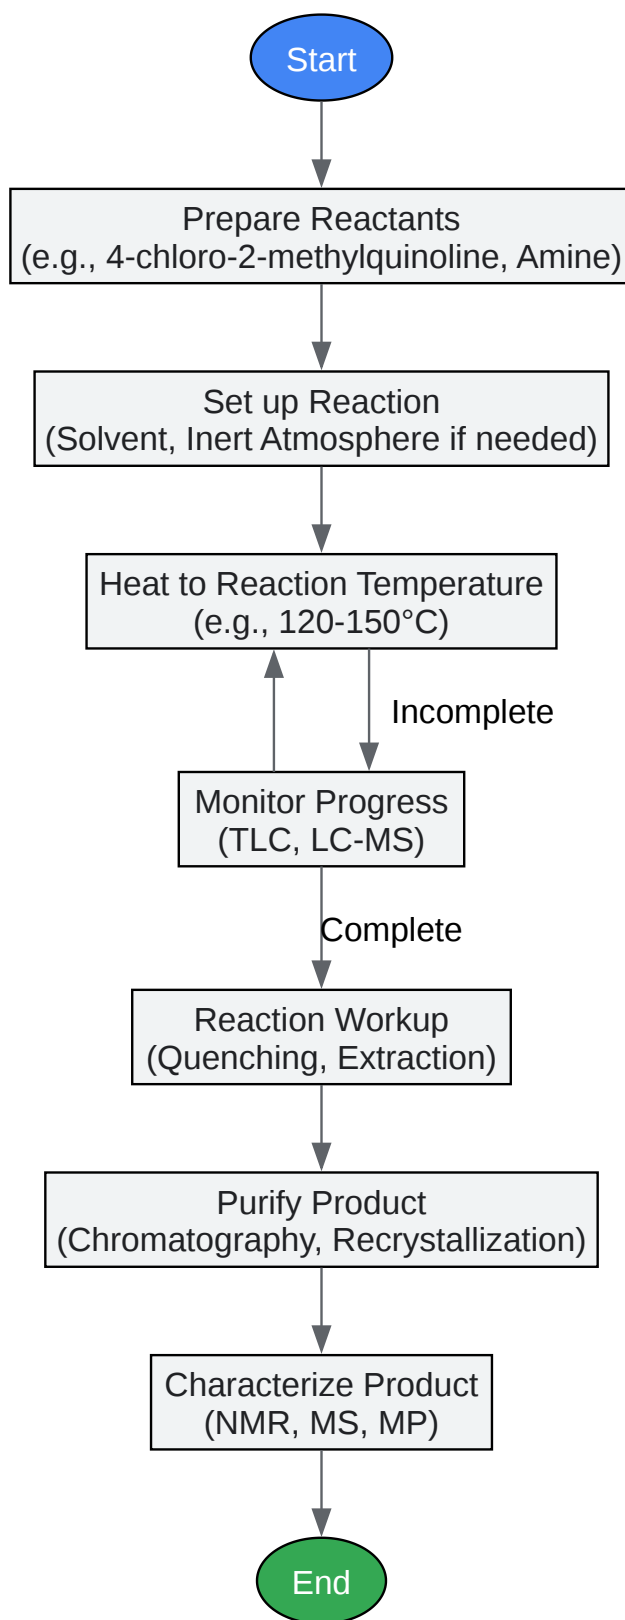 Start
Prepare Reactants
(e.g., 4-chloro-2-methylquinoline, Amine)
Set up Reaction
(Solvent, Inert Atmosphere if needed)
Heat to Reaction Temperature
(e.g., 120-150°C)
Incomplete
Monitor Progress
(TLC, LC-MS)
Complete
Reaction Workup
(Quenching, Extraction)
Purify Product
(Chromatography, Recrystallization)
Characterize Product
(NMR, MS, MP)
End